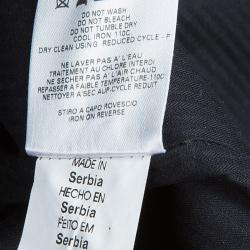 DO NOT WASH
DO NOT BLEACH
DO NOT TUMBLE DRY
COOL IRON 110C
DRY CLEAN USING REDUCED CYCLE - P
NE LAVER PAS A L'EAU
TRAITEMENT AU CHLORE INTERDI
NE PAS SECHER A L'AIR CHAUD
REPASSER A FAIBLE TEMPERATURE-110C
NETTOYER A'SEC AUF-CYCLE REDUIT
STIRO A CAPO ROVESCIO
IRON ON REVERSE
MADE IN
Serbia
HECHO EN
Serbia
FEITO EM
Serbia